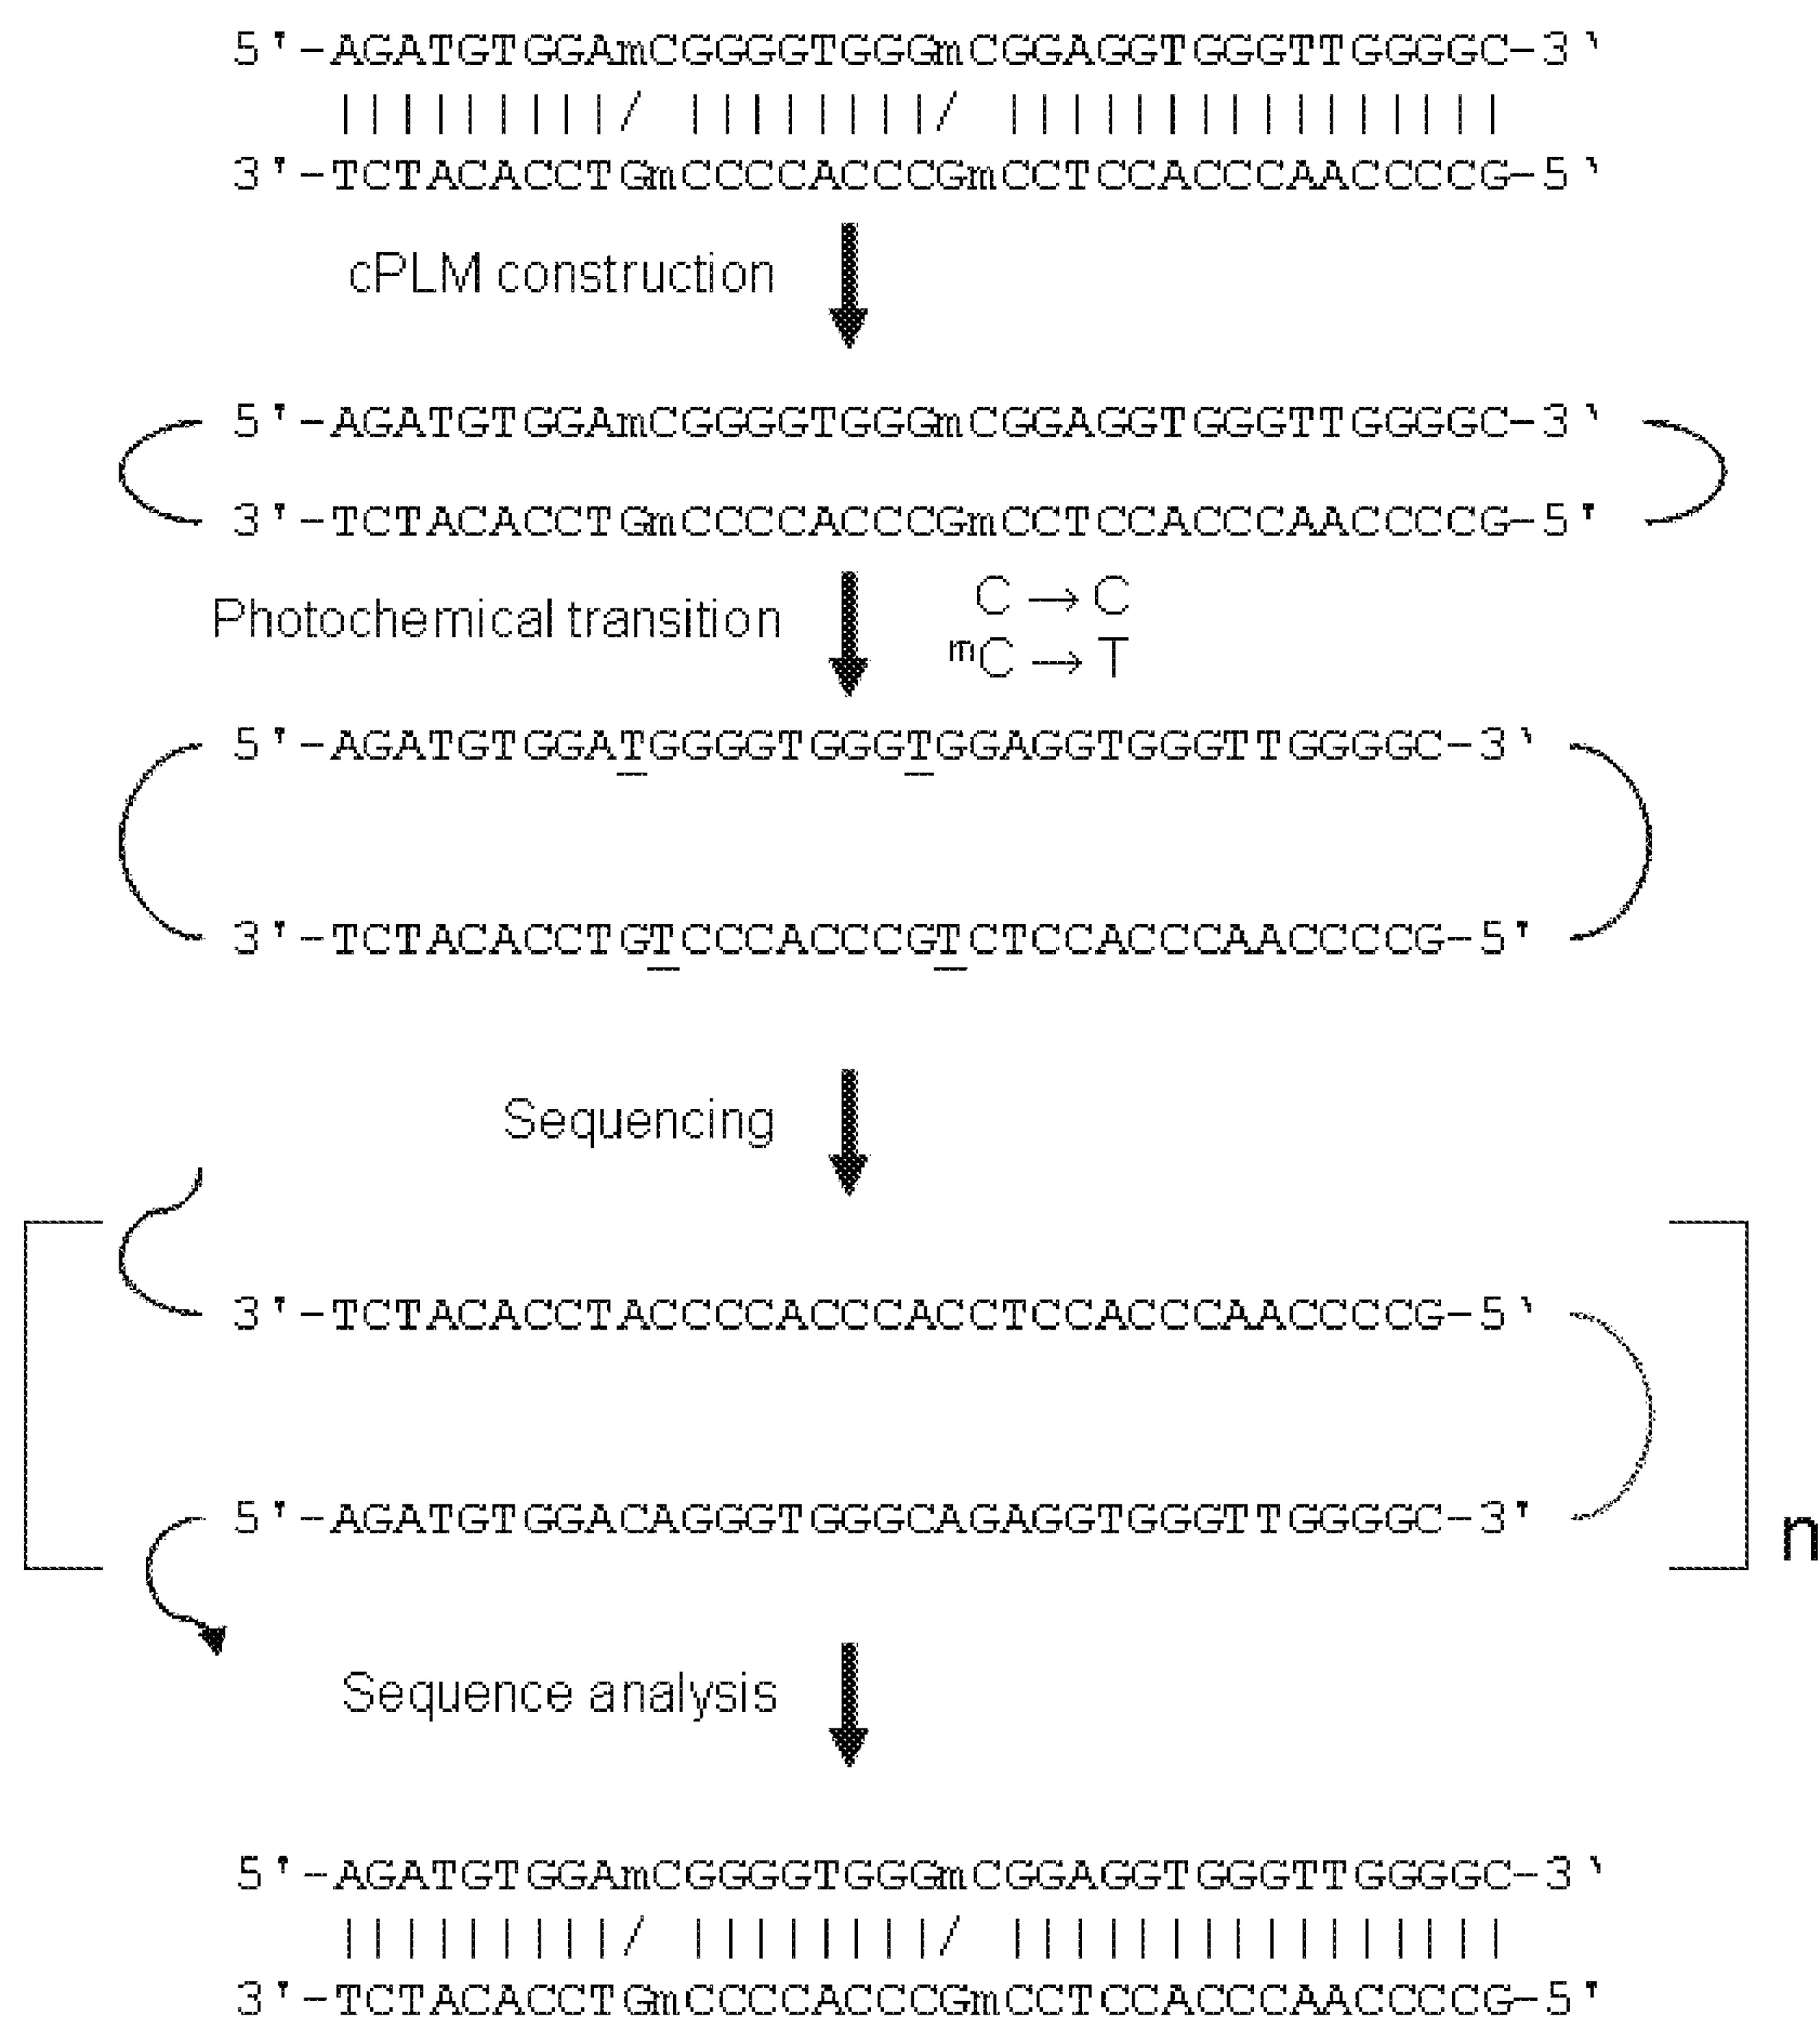 5'-AGATGTGGAmCGGGGTGGGmCGGAGGTGGGTTGGGGC-3'
|||||||||/ ||||||||/ ||||||||||||||||
3'-TCTACACCTGmCCCCACCCGmCCTCCACCCAACCCCG-5'
cPLM construction
5'-AGATGTGGAmCGGGGTGGGmCGGAGGTGGGTTGGGGC-3'
3'-TCTACACCTGmCCCCACCCGmCCTCCACCCAACCCCG-5'
Photochemical transition
C → C
mC → T
5'-AGATGTGGATGGGGTGGGTGGAGGTGGGTTGGGGC-3'
3'-TCTACACCTGTCCCACCCGTCTCCACCCAACCCCG-5'
Sequencing
3'-TCTACACCTACCCCACCCACCTCCACCCAACCCCG-5'
5'-AGATGTGGACAGGGTGGGCAGAGGTGGGTTGGGGC-3'
n
Sequence analysis
5'-AGATGTGGAmCGGGGTGGGmCGGAGGTGGGTTGGGGC-3'
|||||||||/ ||||||||/ ||||||||||||||||
3'-TCTACACCTGmCCCCACCCGmCCTCCACCCAACCCCG-5'